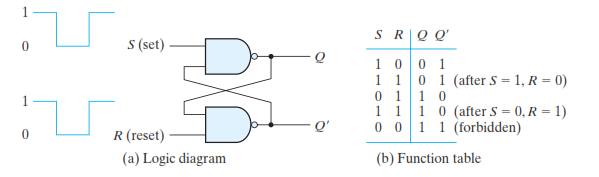 1
0
S (set)
Q
1
0
R (reset)
Q'
(a) Logic diagram
S R Q Q'
1 0 0 1
1 1 0 1 (after S = 1, R = 0)
0 1 1 0
1 1 1 0 (after S = 0, R = 1)
0 0 1 1 (forbidden)
(b) Function table